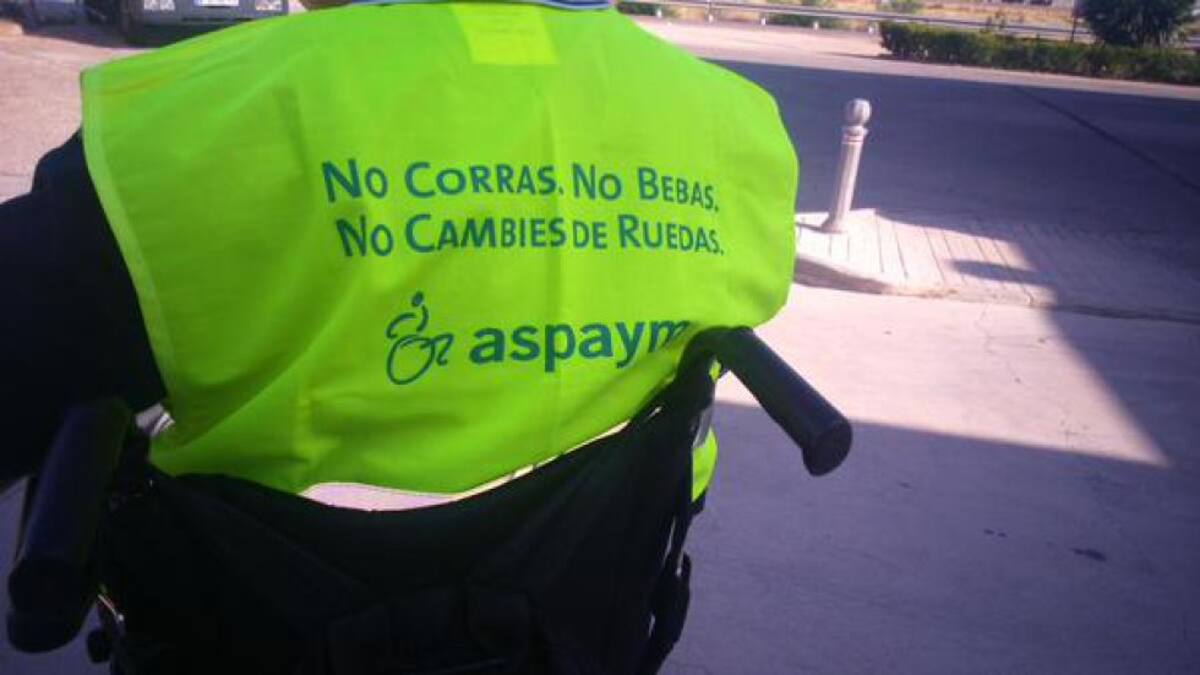 No Corras. No Bebas.
No Cambies de Ruedas.
aspaym